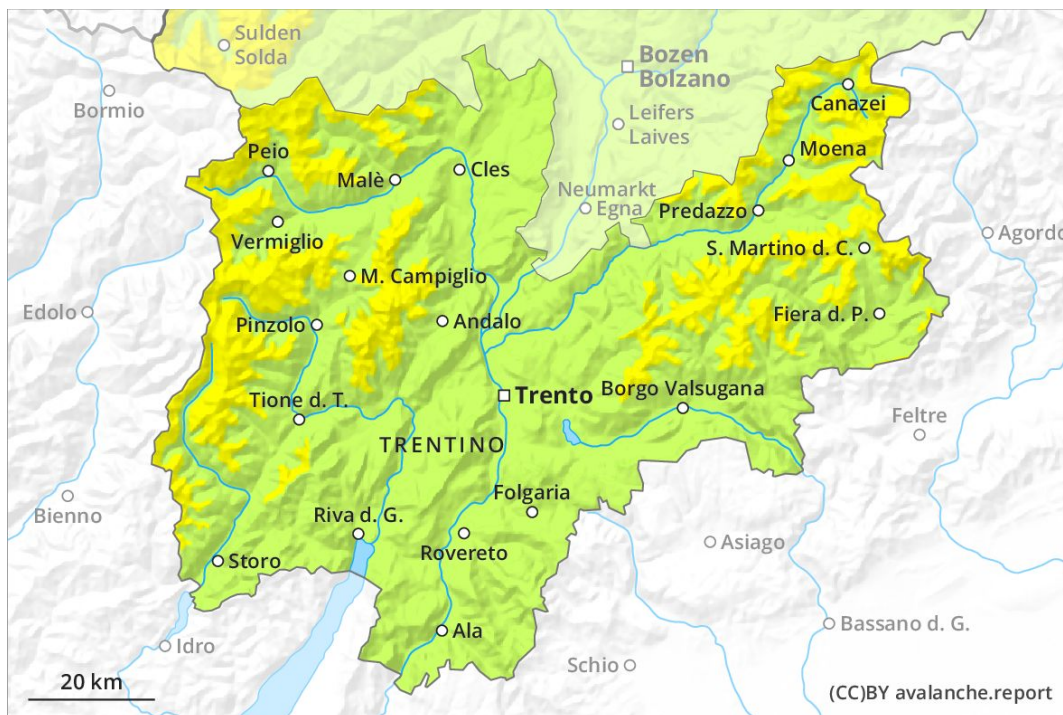 Sulden
Solda
Bozen
Bolzano
Bormio
Canazei
Leifers
Laives
Peio
Malè
Cles
Moena
Neumarkt
Egna
Predazzo
Vermiglio
S. Martino d. C.
Agordo
M. Campiglio
Edolo
Pinzolo
Andalo
Fiera d. P.
Tione d. T.
Trento
Borgo Valsugana
Feltre
TRENTINO
Bienno
Folgaria
Riva d. G.
Rovereto
Asiago
Storo
Ala
Bassano d. G.
Idro
Schio
20 km
(CC)BY avalanche.report